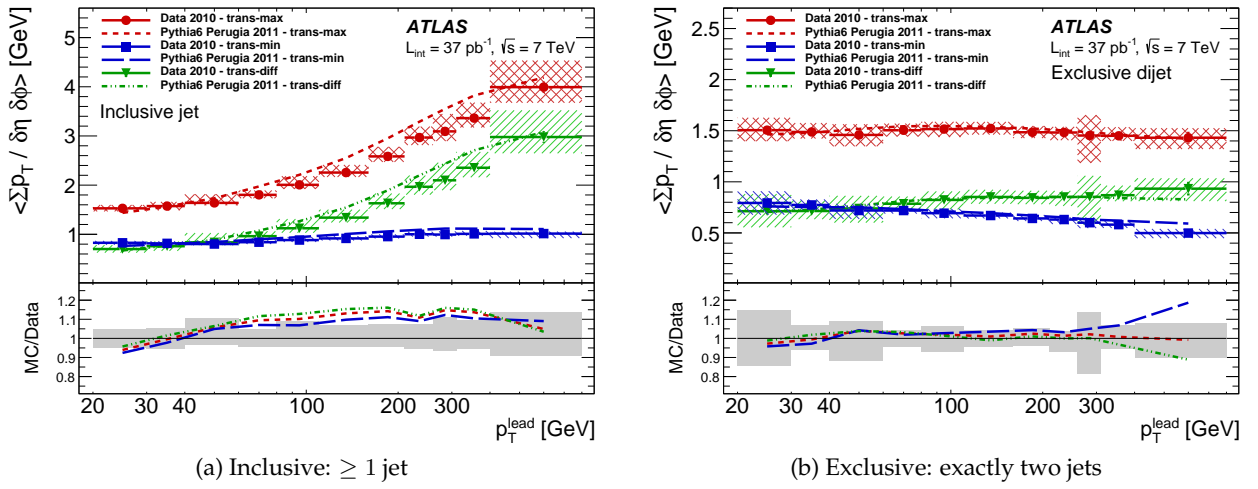 Data 2010 - trans-max
Pythia6 Perugia 2011 - trans-max
Data 2010 - trans-min
Pythia6 Perugia 2011 - trans-min
Data 2010 - trans-diff
Pythia6 Perugia 2011 - trans-diff
ATLAS
L_int = 37 pb⁻¹, √s = 7 TeV
Inclusive jet
<Σp_T / δη δϕ> [GeV]
5
4
3
2
1
MC/Data
1.2
1.1
1
0.9
0.8
20 30 40 100 200 300
p_T^lead [GeV]
(a) Inclusive: ≥ 1 jet
Data 2010 - trans-max
Pythia6 Perugia 2011 - trans-max
Data 2010 - trans-min
Pythia6 Perugia 2011 - trans-min
Data 2010 - trans-diff
Pythia6 Perugia 2011 - trans-diff
ATLAS
L_int = 37 pb⁻¹, √s = 7 TeV
Exclusive dijet
<Σp_T / δη δϕ> [GeV]
2.5
2
1.5
1
0.5
MC/Data
1.2
1.1
1
0.9
0.8
20 30 40 100 200 300
p_T^lead [GeV]
(b) Exclusive: exactly two jets